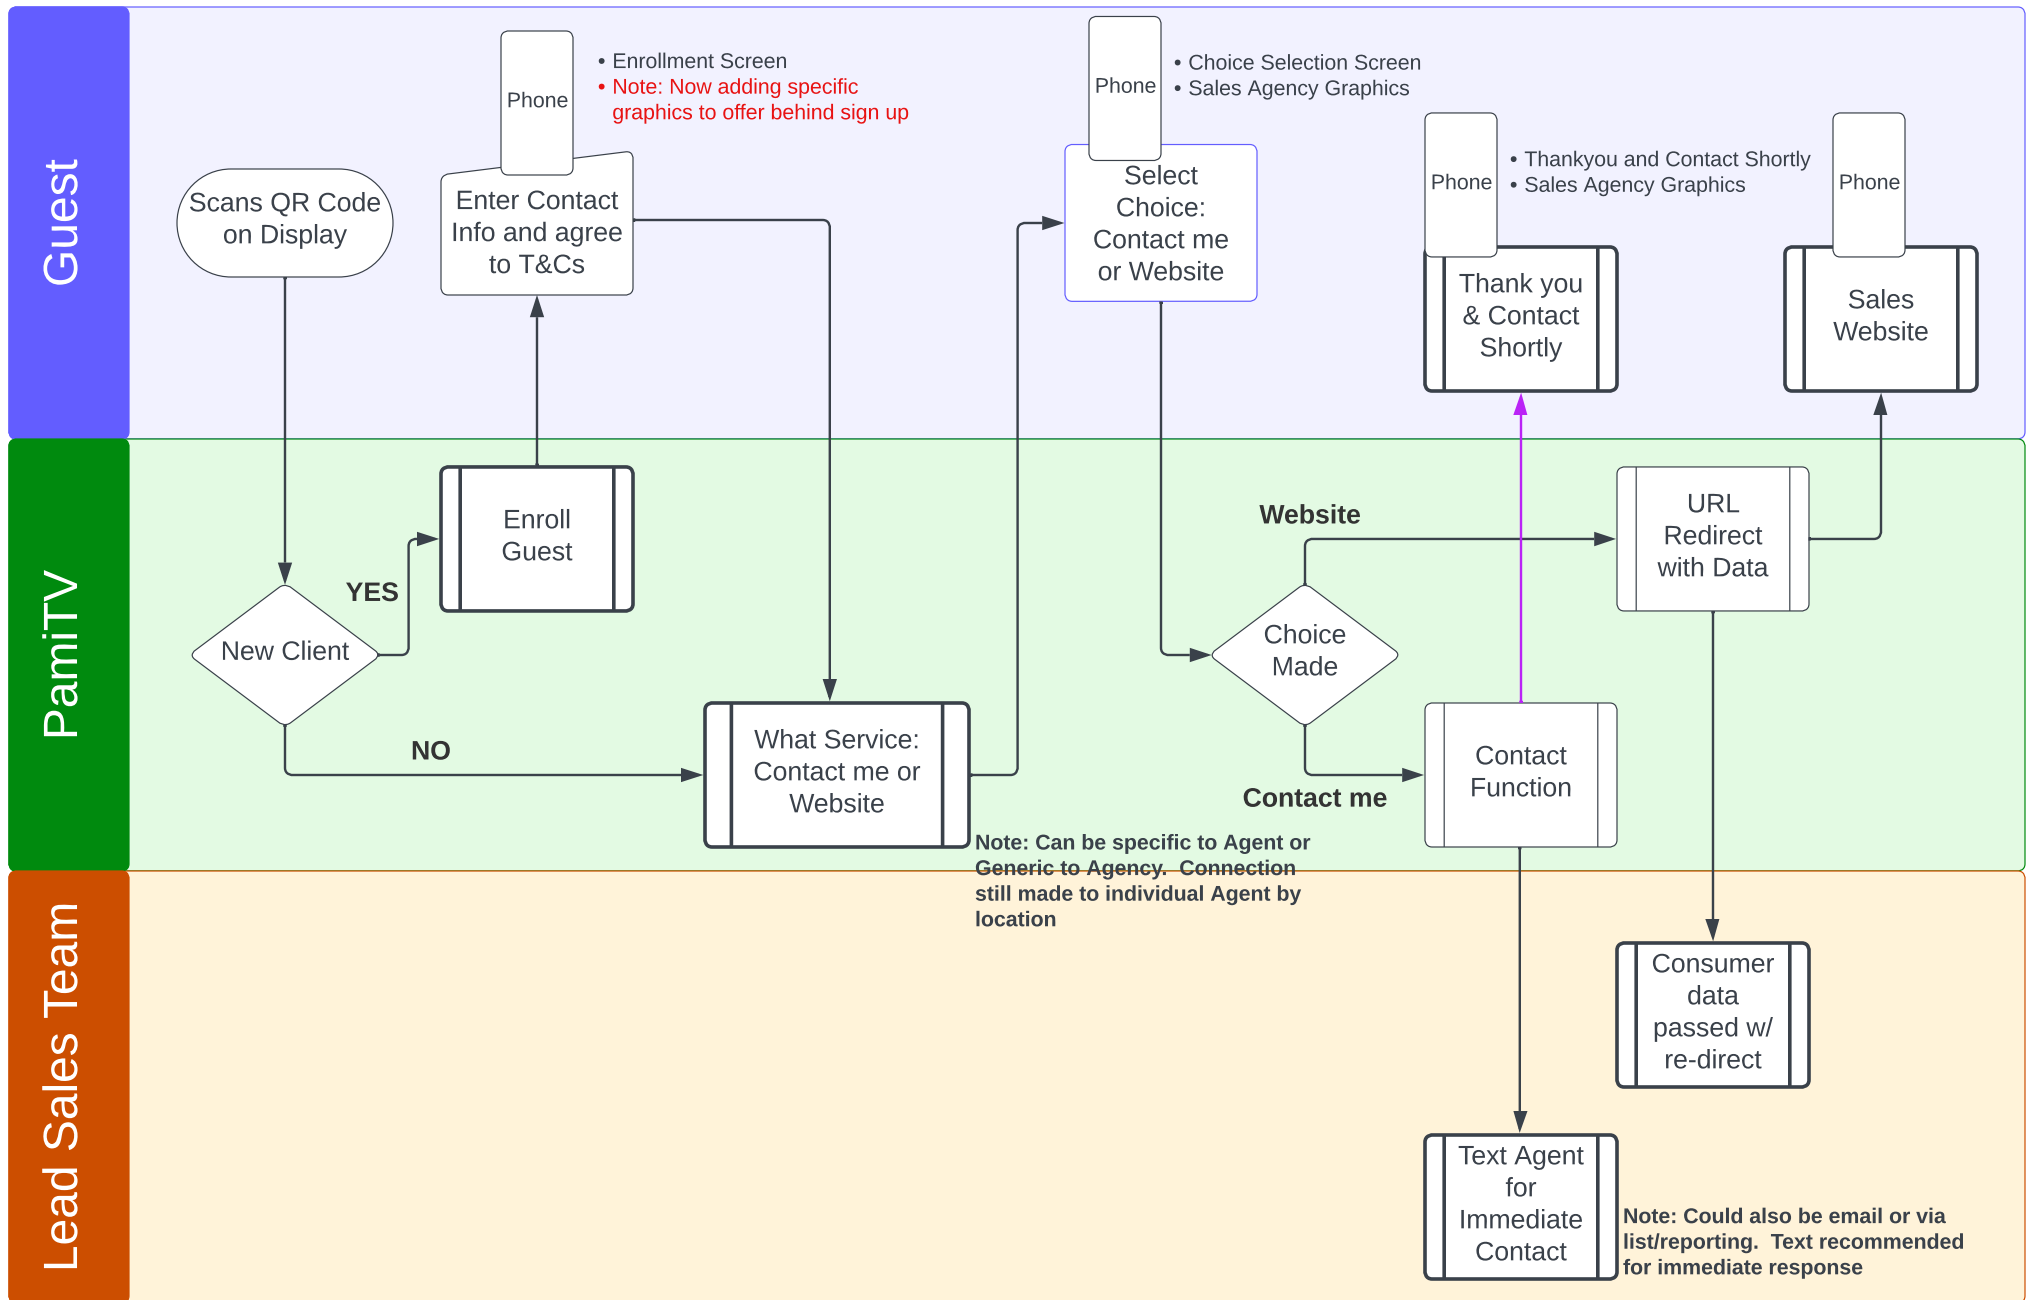 Guest
Phone
• Enrollment Screen
• Note: Now adding specific
graphics to offer behind sign up
Phone
• Choice Selection Screen
• Sales Agency Graphics
Phone
• Thankyou and Contact Shortly
• Sales Agency Graphics
Phone
Scans QR Code
on Display
Enter Contact
Info and agree
to T&Cs
Select
Choice:
Contact me
or Website
Thank you
& Contact
Shortly
Sales
Website
PamiTV
Enroll
Guest
YES
New Client
NO
What Service:
Contact me or
Website
Note: Can be specific to Agent or
Generic to Agency.  Connection
still made to individual Agent by
location
Website
Choice
Made
Contact me
Contact
Function
URL
Redirect
with Data
Lead Sales Team
Consumer
data
passed w/
re-direct
Text Agent
for
Immediate
Contact
Note: Could also be email or via
list/reporting.  Text recommended
for immediate response